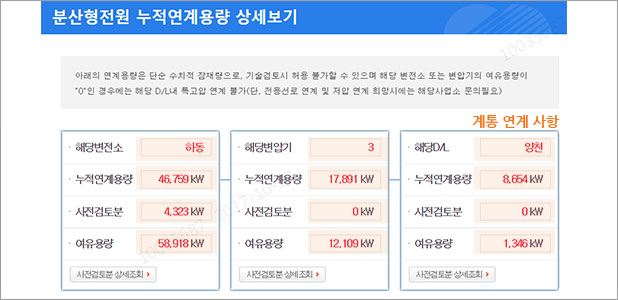 분산형전원 누적연계용량 상세보기
아래의 연계용량은 단순 수치적 잠재량으로, 기술검토시 허용 불가할 수 있으며 해당 변전소 또는 변압기의 여유용량이
"0"인 경우에는 해당 D/L내 특고압 연계 불가(단, 전용선로 연계 및 저압 연계 희망시에는 해당사업소 문의필요)
계통 연계 사항
해당변전소 하동
누적연계용량 46,759 kW
사전검토분 4,323 kW
여유용량 58,918 kW
사전검토분 상세조회
해당변압기 3
누적연계용량 17,891 kW
사전검토분 0 kW
여유용량 12,109 kW
사전검토분 상세조회
해당D/L 양천
누적연계용량 8,654 kW
사전검토분 0 kW
여유용량 1,346 kW
사전검토분 상세조회